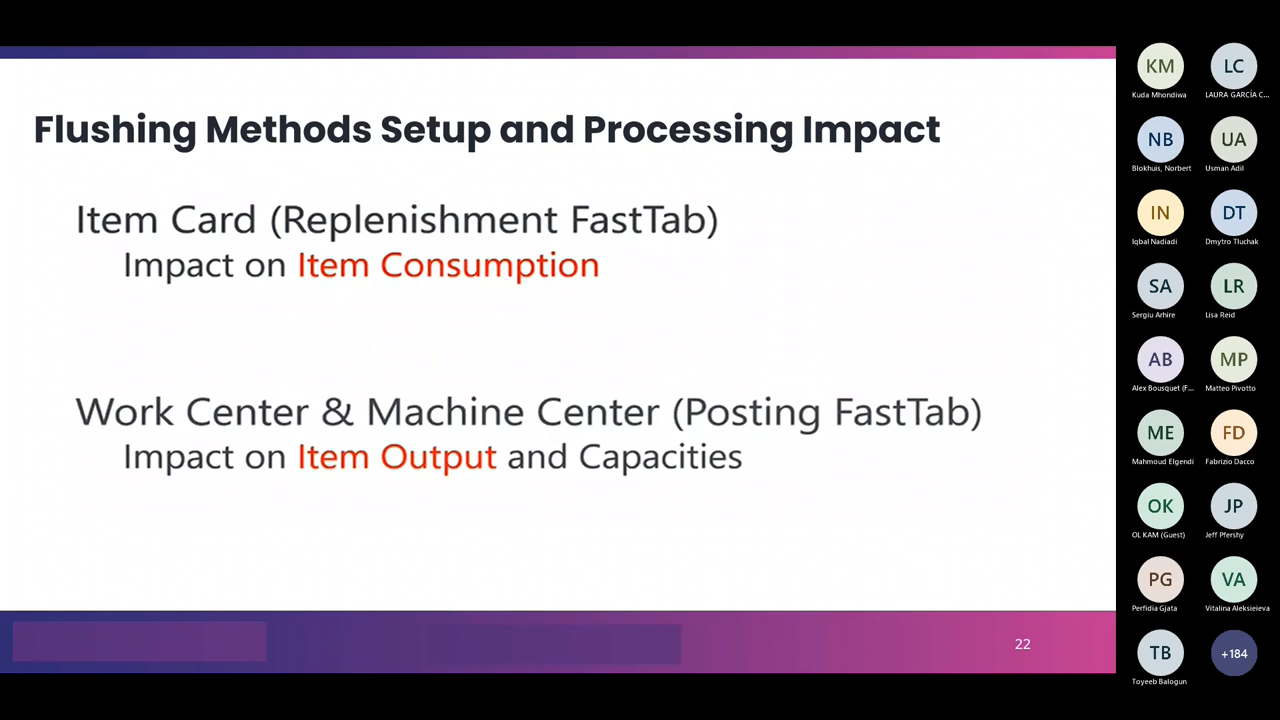 Flushing Methods Setup and Processing Impact
Item Card (Replenishment FastTab)
Impact on Item Consumption
Work Center & Machine Center (Posting FastTab)
Impact on Item Output and Capacities
22
KM
Kuda Mhondiwa
LC
LAURA GARCÍA C...
NB
Blokhuis, Norbert
UA
Usman Adil
IN
Iqbal Nadiadi
DT
Dmytro Tluchak
SA
Sergiu Arhire
LR
Lisa Reid
AB
Alex Bousquet (F...
MP
Matteo Pivotto
ME
Mahmoud Elgendi
FD
Fabrizio Dacco
OK
OL KAM (Guest)
JP
Jeff Pfershy
PG
Perfidia Gjata
VA
Vitalina Aleksieieva
TB
Toyeeb Balogun
+184